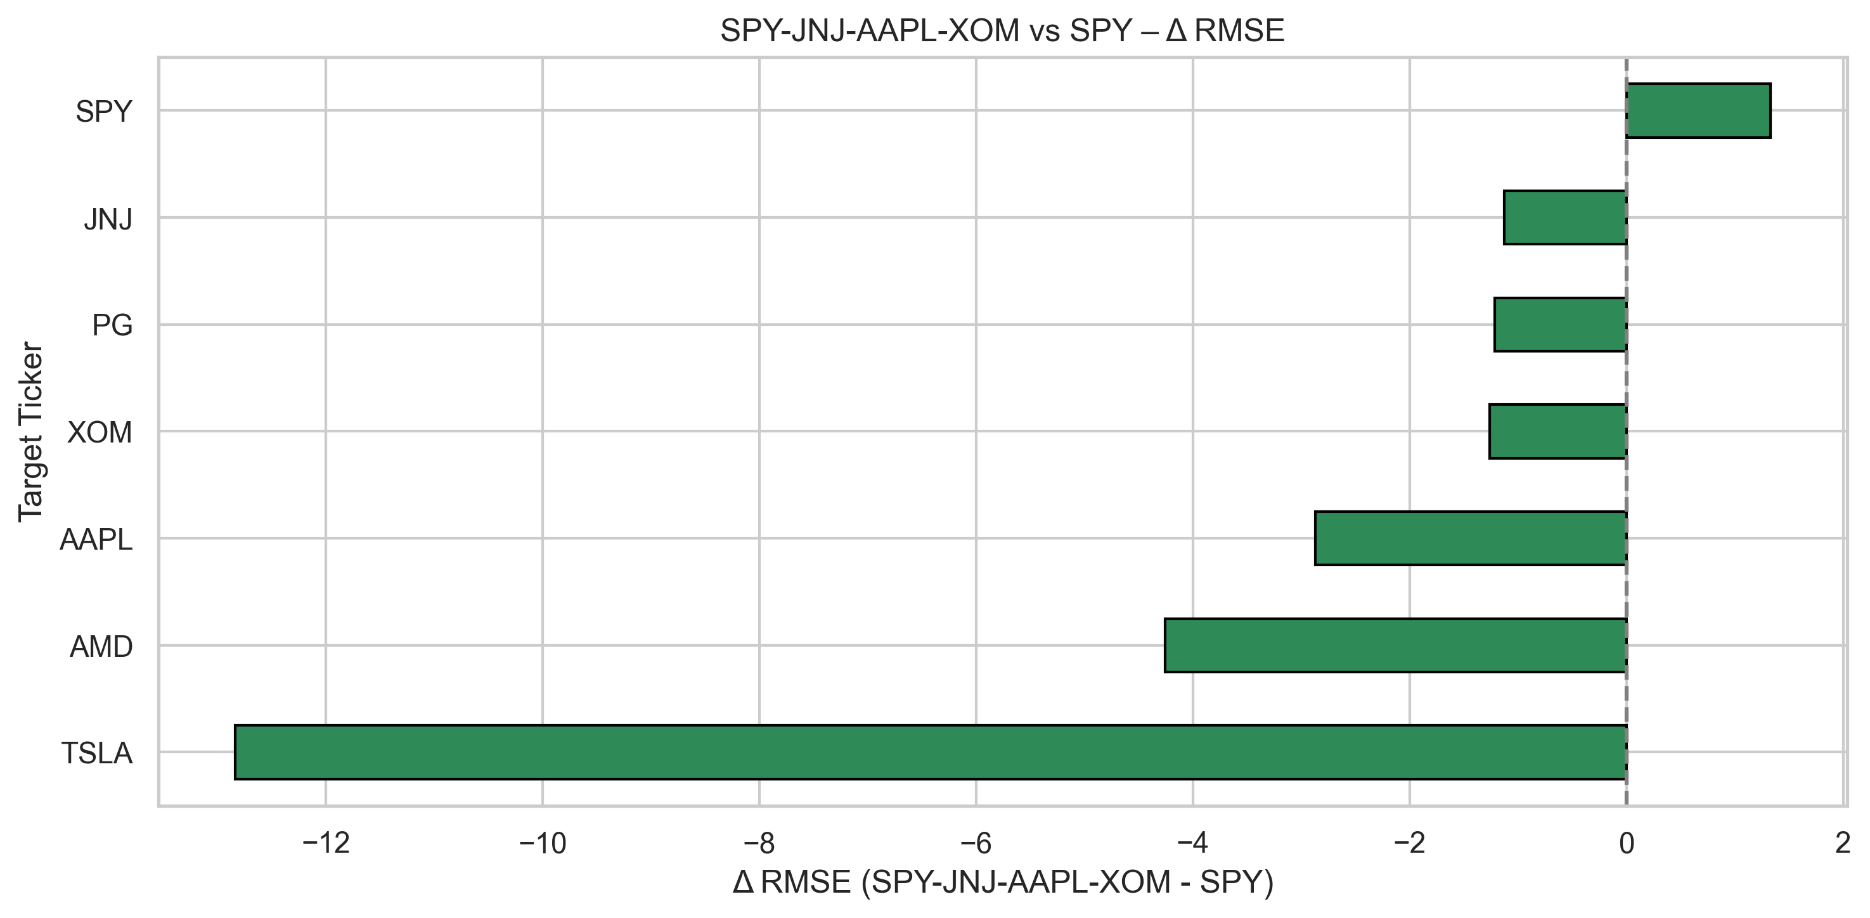 SPY-JNJ-AAPL-XOM vs SPY – Δ RMSE
Target Ticker
SPY
JNJ
PG
XOM
AAPL
AMD
TSLA
−12 −10 −8 −6 −4 −2 0 2
Δ RMSE (SPY-JNJ-AAPL-XOM - SPY)